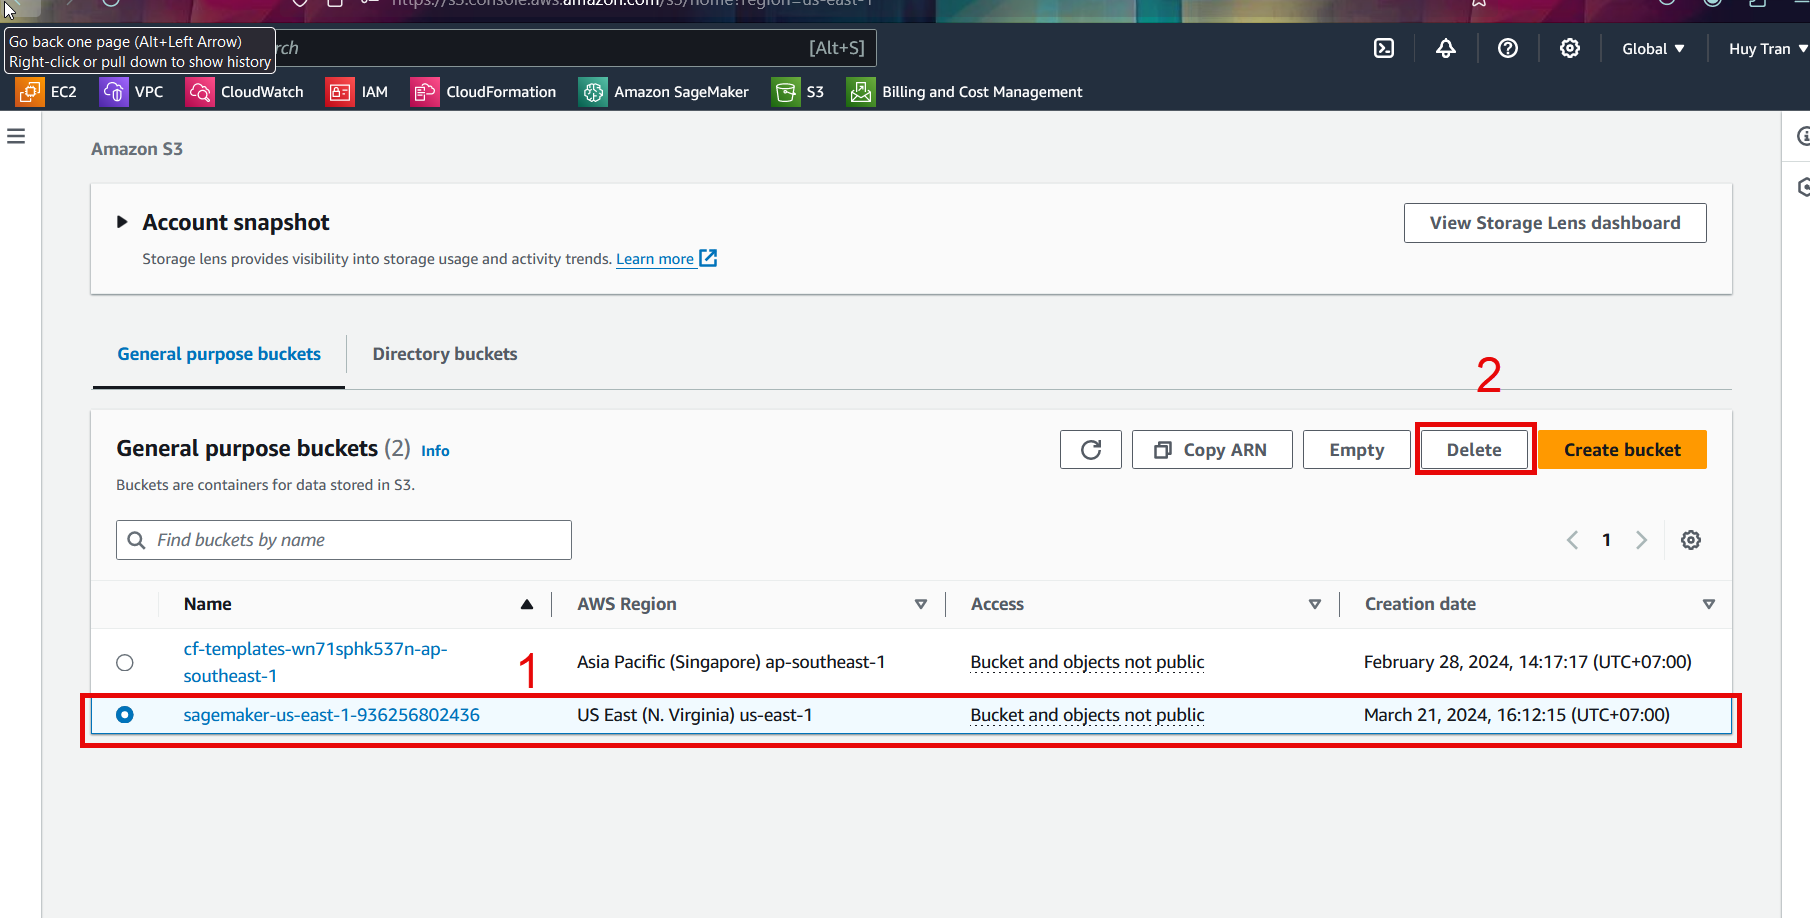 https://s3.console.aws.amazon.com/s3/home?region=us-east-1
Go back one page (Alt+Left Arrow)
Right-click or pull down to show history
rch
[Alt+S]
Global
Huy Tran
EC2
VPC
CloudWatch
IAM
CloudFormation
Amazon SageMaker
S3
Billing and Cost Management
Amazon S3
Account snapshot
View Storage Lens dashboard
Storage lens provides visibility into storage usage and activity trends. Learn more
General purpose buckets
Directory buckets
2
General purpose buckets (2) Info
Copy ARN
Empty
Delete
Create bucket
Buckets are containers for data stored in S3.
Find buckets by name
1
Name
AWS Region
Access
Creation date
cf-templates-wn71sphk537n-ap-
southeast-1
1
Asia Pacific (Singapore) ap-southeast-1
Bucket and objects not public
February 28, 2024, 14:17:17 (UTC+07:00)
sagemaker-us-east-1-936256802436
US East (N. Virginia) us-east-1
Bucket and objects not public
March 21, 2024, 16:12:15 (UTC+07:00)